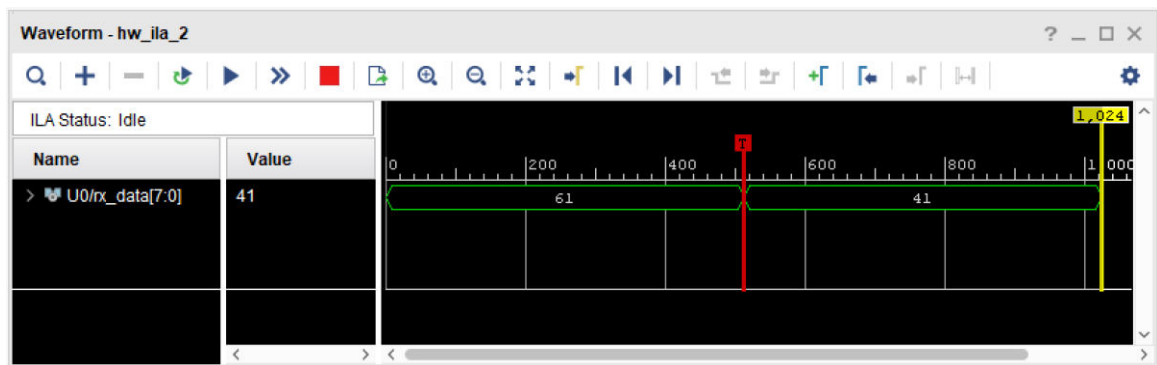 Waveform - hw_ila_2
ILA Status: Idle
1,024
Name
Value
T
0 200 400 600 800 1,000
U0/rx_data[7:0]
41
61
41